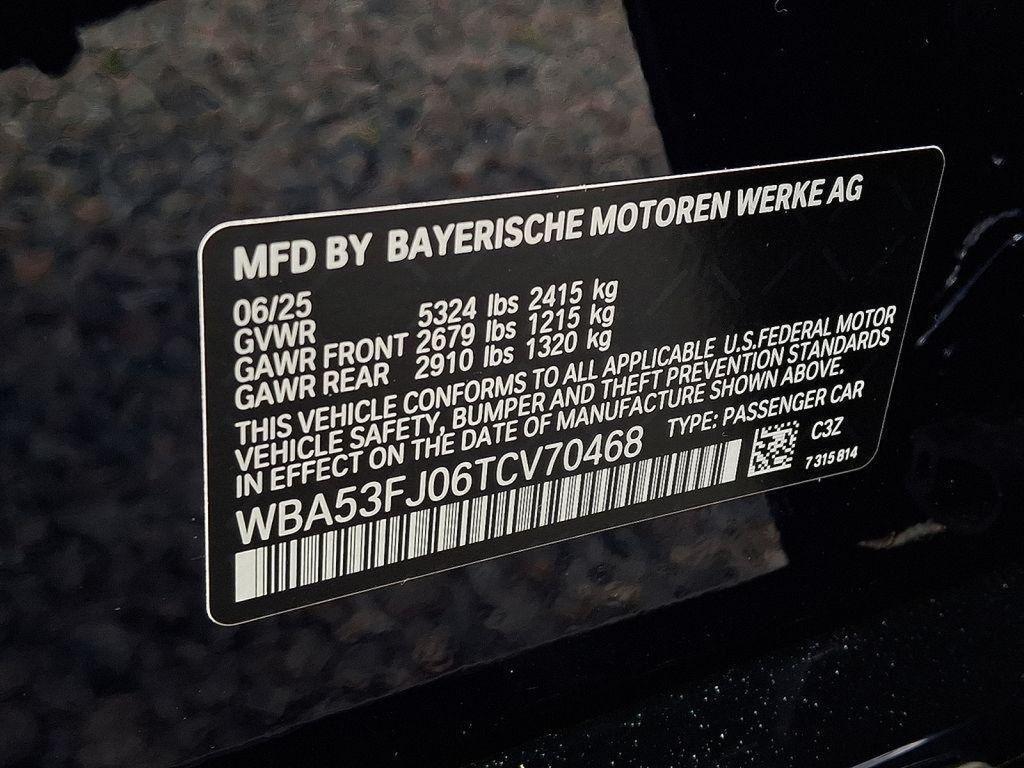 MFD BY BAYERISCHE MOTOREN WERKE AG
06/25
GVWR 5324 lbs 2415 kg
GAWR FRONT 2679 lbs 1215 kg
GAWR REAR 2910 lbs 1320 kg
THIS VEHICLE CONFORMS TO ALL APPLICABLE U.S.FEDERAL MOTOR
VEHICLE SAFETY, BUMPER AND THEFT PREVENTION STANDARDS
IN EFFECT ON THE DATE OF MANUFACTURE SHOWN ABOVE.
TYPE: PASSENGER CAR
WBA53FJ06TCV70468
C3Z
7 315 814